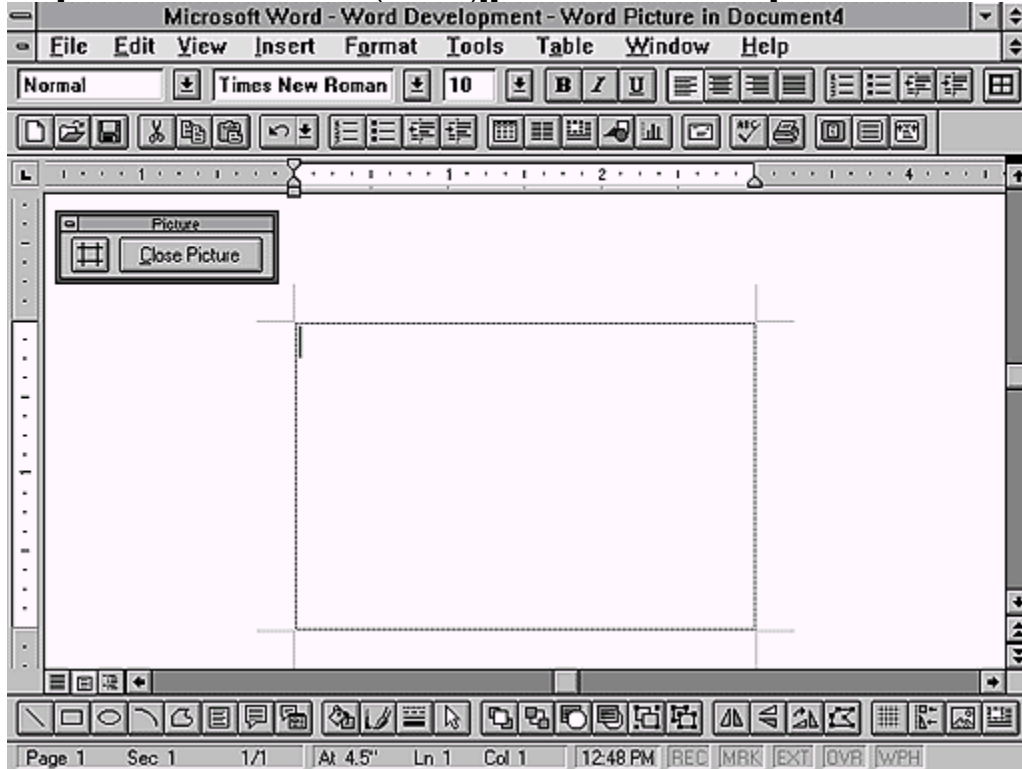 Microsoft Word - Word Development - Word Picture in Document4
File Edit View Insert Format Tools Table Window Help
Normal Times New Roman 10 B I U
L 1 1 2 4
Picture
Close Picture
Page 1 Sec 1 1/1 At 4.5" Ln 1 Col 1 12:48 PM REC MRK EXT OVR WPH